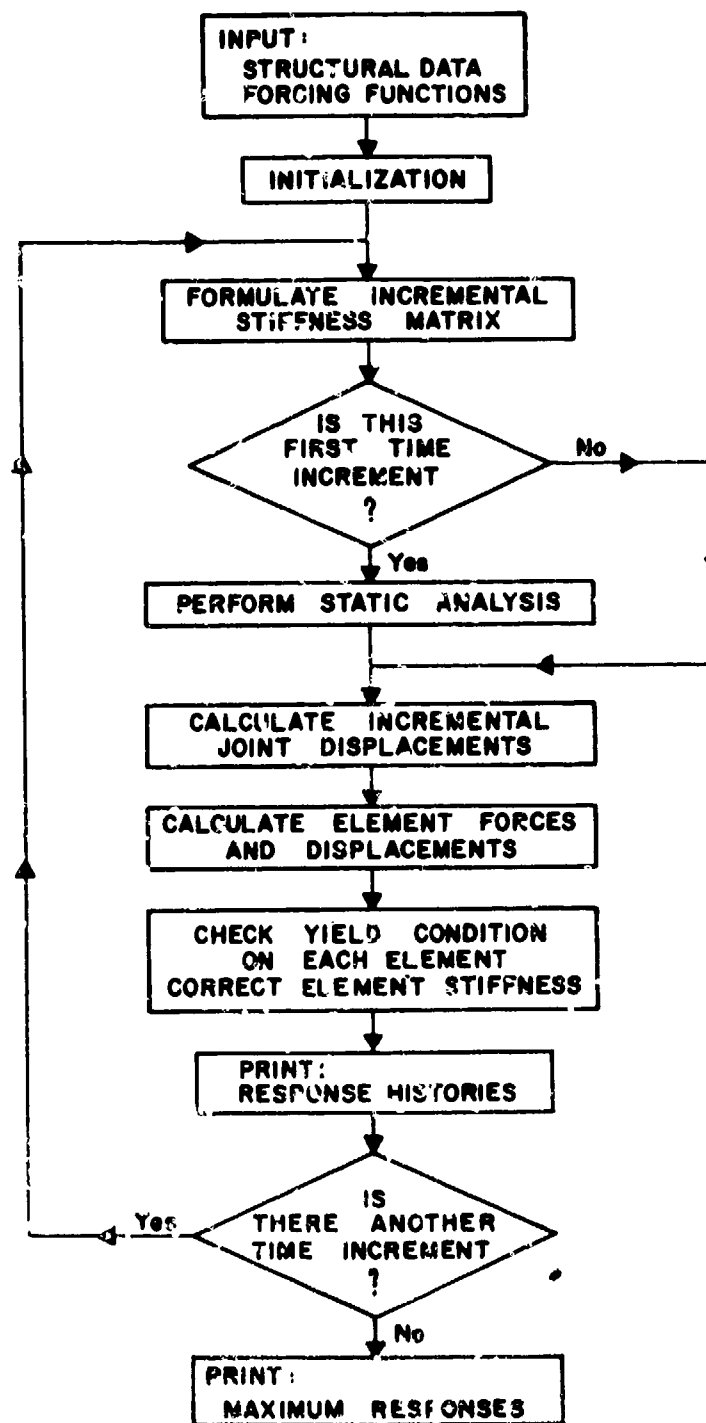 INPUT:
STRUCTURAL DATA
FORCING FUNCTIONS
INITIALIZATION
FORMULATE INCREMENTAL
STIFFNESS MATRIX
IS THIS
FIRST TIME
INCREMENT
?
No
Yes
PERFORM STATIC ANALYSIS
CALCULATE INCREMENTAL
JOINT DISPLACEMENTS
CALCULATE ELEMENT FORCES
AND DISPLACEMENTS
CHECK YIELD CONDITION
ON EACH ELEMENT
CORRECT ELEMENT STIFFNESS
PRINT:
RESPONSE HISTORIES
IS
THERE ANOTHER
TIME INCREMENT
?
Yes
No
PRINT:
MAXIMUM RESPONSES